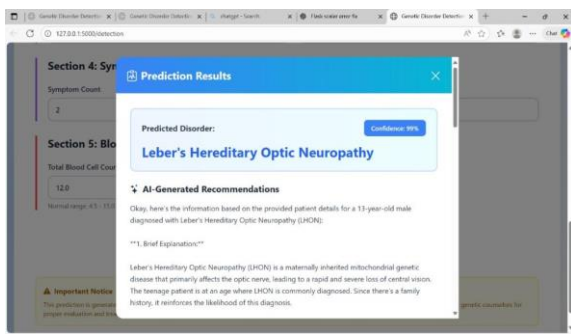 Genetic Disorder Detection
Genetic Disorder Detection
chatgpt - Search
Flask scaler error fix
Genetic Disorder Detection
127.0.0.1:5000/detection
Chat
Section 4: Sym
Symptom Count
2
Section 5: Blo
Total Blood Cell Coun
12.0
Normal range: 4.5 - 11.0
Important Notice
This prediction is generate
proper evaluation and
genetic counselor for
Prediction Results
Predicted Disorder:
Confidence: 99%
Leber's Hereditary Optic Neuropathy
AI-Generated Recommendations
Okay, here's the information based on the provided patient details for a 13-year-old male
diagnosed with Leber's Hereditary Optic Neuropathy (LHON):
**1. Brief Explanation:**
Leber's Hereditary Optic Neuropathy (LHON) is a maternally inherited mitochondrial genetic
disease that primarily affects the optic nerve, leading to a rapid and severe loss of central vision.
The teenage patient is at an age where LHON is commonly diagnosed. Since there's a family
history, it reinforces the likelihood of this diagnosis.